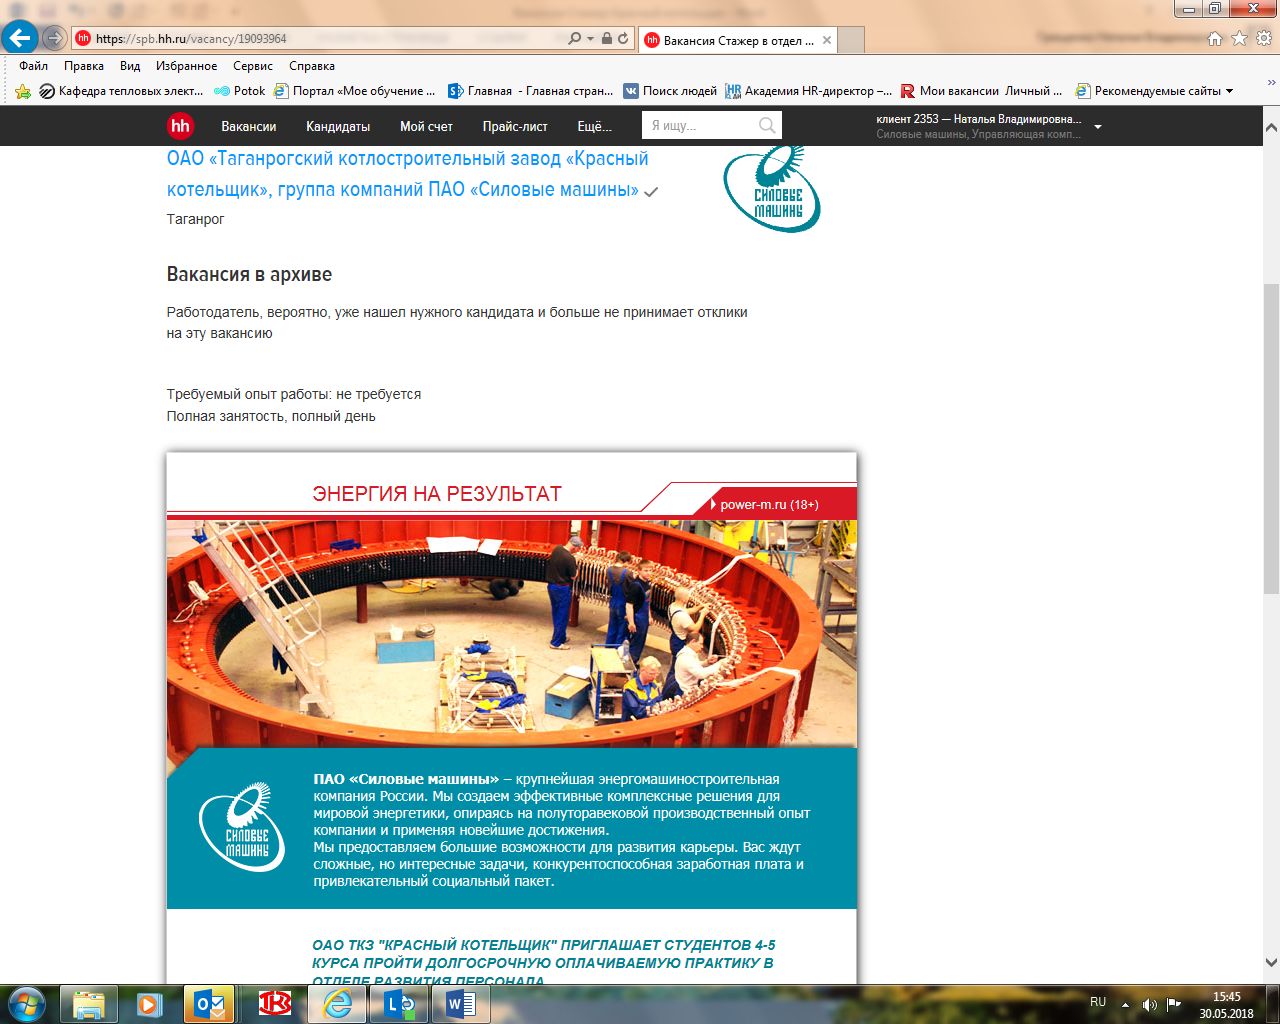 https://spb.hh.ru/vacancy/19093964
Вакансия Стажер в отдел ...
Файл Правка Вид Избранное Сервис Справка
Кафедра тепловых элект... Potok Портал «Мое обучение ... Главная - Главная стран... Поиск людей Академия HR-директор –... Мои вакансии Личный ... Рекомендуемые сайты
hh Вакансии Кандидаты Мой счет Прайс-лист Ещё... Я ищу... клиент 2353 — Наталья Владимировна...
Силовые машины, Управляющая комп...
ОАО «Таганрогский котлостроительный завод «Красный
котельщик», группа компаний ПАО «Силовые машины»
СИЛОВЫЕ
МАШИНЫ
Таганрог
Вакансия в архиве
Работодатель, вероятно, уже нашел нужного кандидата и больше не принимает отклики
на эту вакансию
Требуемый опыт работы: не требуется
Полная занятость, полный день
ЭНЕРГИЯ НА РЕЗУЛЬТАТ
power-m.ru (18+)
СИЛОВЫЕ
МАШИНЫ
ПАО «Силовые машины» – крупнейшая энергомашиностроительная
компания России. Мы создаем эффективные комплексные решения для
мировой энергетики, опираясь на полуторавековой производственный опыт
компании и применяя новейшие достижения.
Мы предоставляем большие возможности для развития карьеры. Вас ждут
сложные, но интересные задачи, конкурентоспособная заработная плата и
привлекательный социальный пакет.
ОАО ТКЗ "КРАСНЫЙ КОТЕЛЬЩИК" ПРИГЛАШАЕТ СТУДЕНТОВ 4-5
КУРСА ПРОЙТИ ДОЛГОСРОЧНУЮ ОПЛАЧИВАЕМУЮ ПРАКТИКУ В
ОТДЕЛЕ РАЗВИТИЯ ПЕРСОНАЛА
RU 15:45
30.05.2018